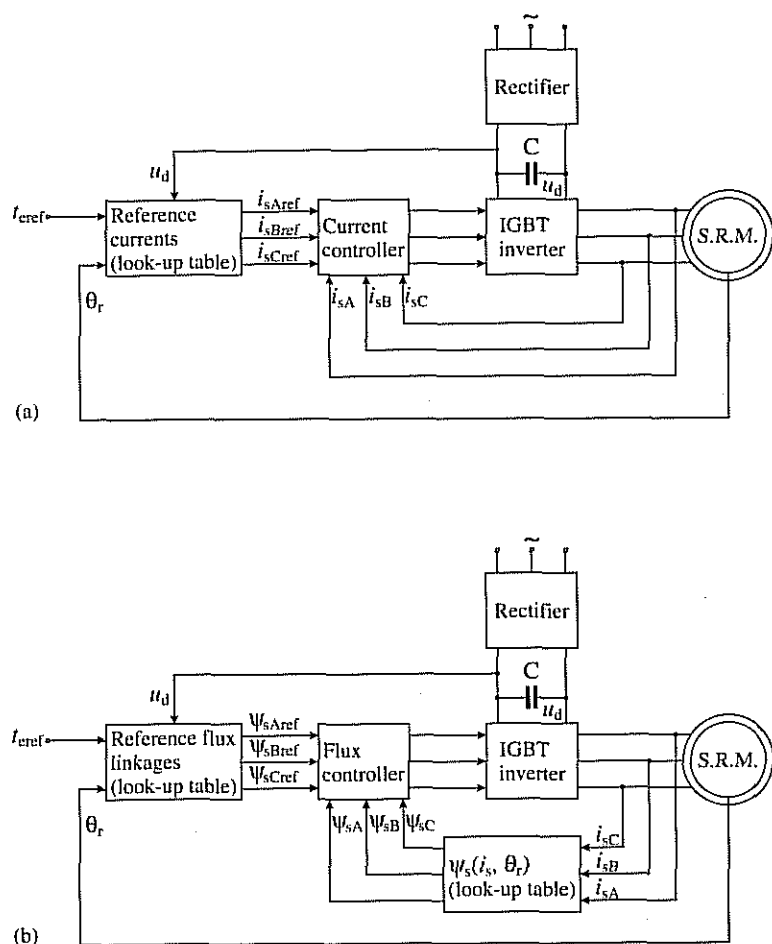 ~
Rectifier
C
u_d
u_d
t_eref
Reference
currents
(look-up table)
i_sAref
i_sBref
i_sCref
Current
controller
IGBT
inverter
S.R.M.
θ_r
i_sA
i_sB
i_sC
(a)
~
Rectifier
C
u_d
u_d
t_eref
Reference flux
linkages
(look-up table)
ψ_sAref
ψ_sBref
ψ_sCref
Flux
controller
IGBT
inverter
S.R.M.
θ_r
ψ_sA
ψ_sB
ψ_sC
ψ_s(i_s, θ_r)
(look-up table)
i_sC
i_sB
i_sA
(b)